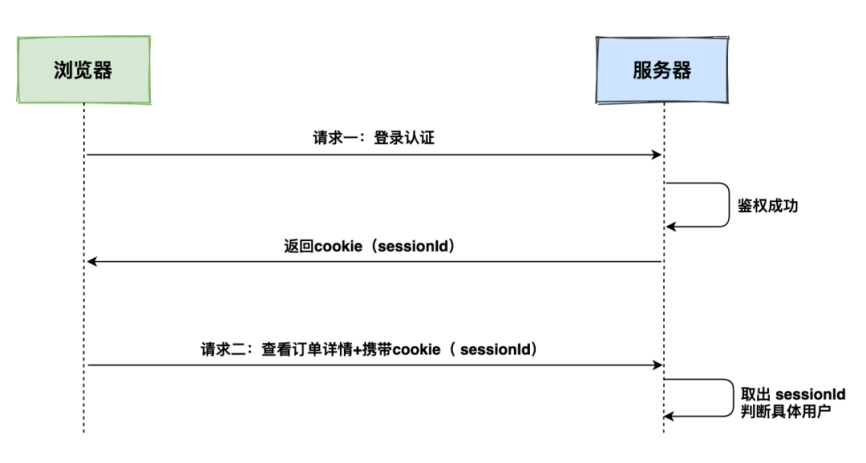 浏览器
服务器
请求一：登录认证
鉴权成功
返回cookie（sessionId）
请求二：查看订单详情+携带cookie（ sessionId）
取出 sessionId
判断具体用户